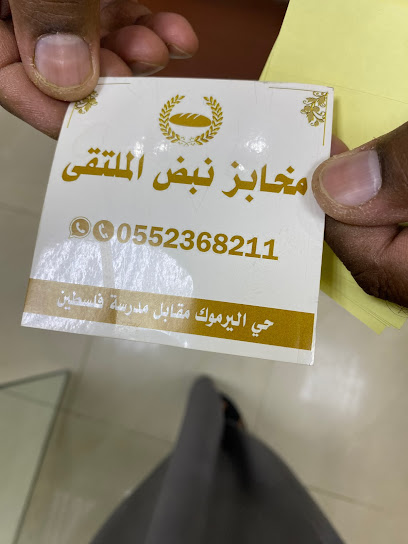 مخابز نبض الملتقى
0552368211
حي اليرموك مقابل مدرسة فلسطين